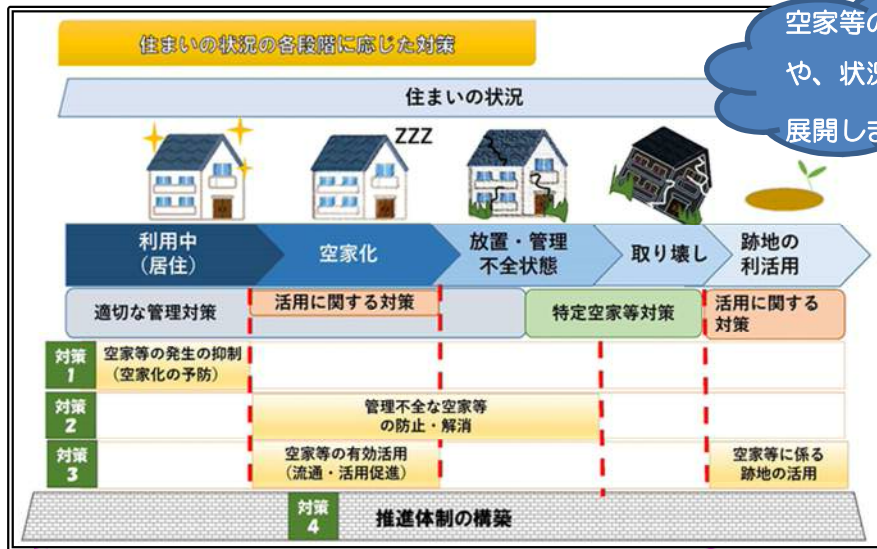 住まいの状況の各段階に応じた対策
空家等の
や、状況
展開しま
住まいの状況
ZZZ
利用中
(居住)
空家化
放置・管理
不全状態
取り壊し
跡地の
利活用
適切な管理対策
活用に関する対策
特定空家等対策
活用に関する
対策
対策
1
空家等の発生の抑制
(空家化の予防)
対策
2
管理不全な空家等
の防止・解消
対策
3
空家等の有効活用
(流通・活用促進)
空家等に係る
跡地の活用
対策
4
推進体制の構築